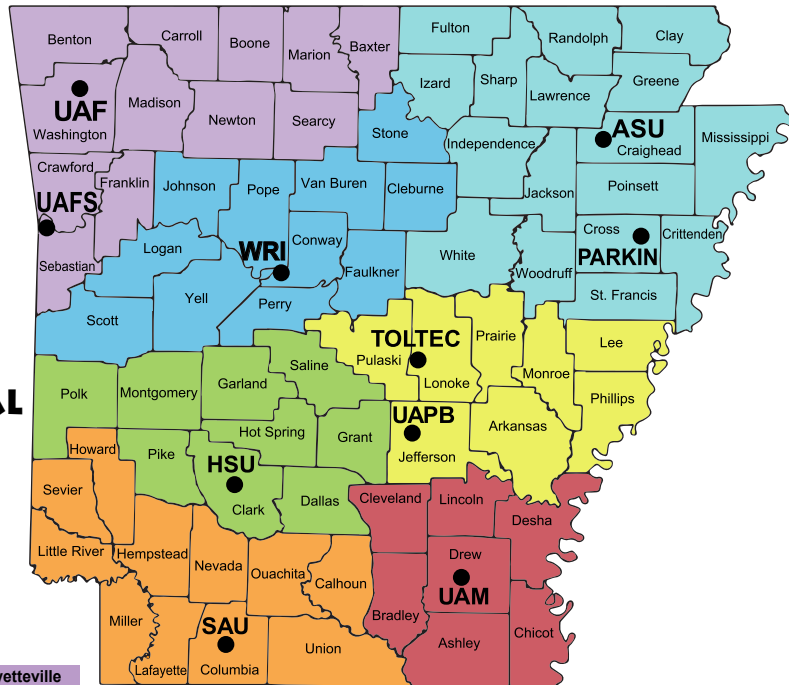 Benton
Carroll
Boone
Marion
Baxter
Fulton
Randolph
Clay
UAF
Washington
Madison
Newton
Searcy
Stone
Izard
Sharp
Lawrence
Greene
Independence
ASU
Craighead
Mississippi
Crawford
Franklin
UAFS
Sebastian
Johnson
Pope
Van Buren
Cleburne
Jackson
Poinsett
Logan
WRI
Conway
Faulkner
White
Woodruff
Cross
PARKIN
Crittenden
St. Francis
Scott
Yell
Perry
TOLTEC
Pulaski
Lonoke
Prairie
Monroe
Lee
Phillips
Polk
Montgomery
Garland
Saline
Hot Spring
Grant
UAPB
Jefferson
Arkansas
AL
Howard
Pike
HSU
Clark
Dallas
Cleveland
Lincoln
Desha
Sevier
Little River
Hempstead
Nevada
Ouachita
Calhoun
Drew
UAM
Bradley
Miller
Lafayette
SAU
Columbia
Union
Ashley
Chicot
yetteville